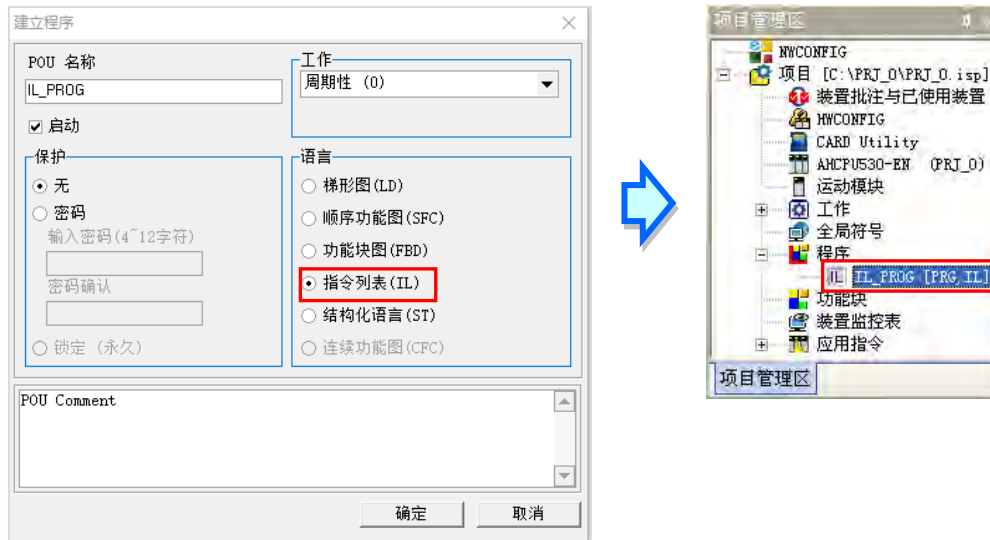 建立程序
POU 名称
IL_PROG
启动
工作
周期性 (0)
保护
无
密码
输入密码(4~12字符)
密码确认
锁定 (永久)
语言
梯形图(LD)
顺序功能图(SFC)
功能块图(FBD)
指令列表(IL)
结构化语言(ST)
连续功能图(CFC)
POU Comment
确定
取消
项目管理区
NWCONFIG
项目 [C:\PRJ_0\PRJ_0.isp]
装置批注与已使用装置
HWCONFIG
CARD Utility
AHCPU530-EN (PRJ_0)
运动模块
工作
全局符号
程序
IL IL_PROG [PRG,IL]
功能块
装置监控表
应用指令
项目管理区